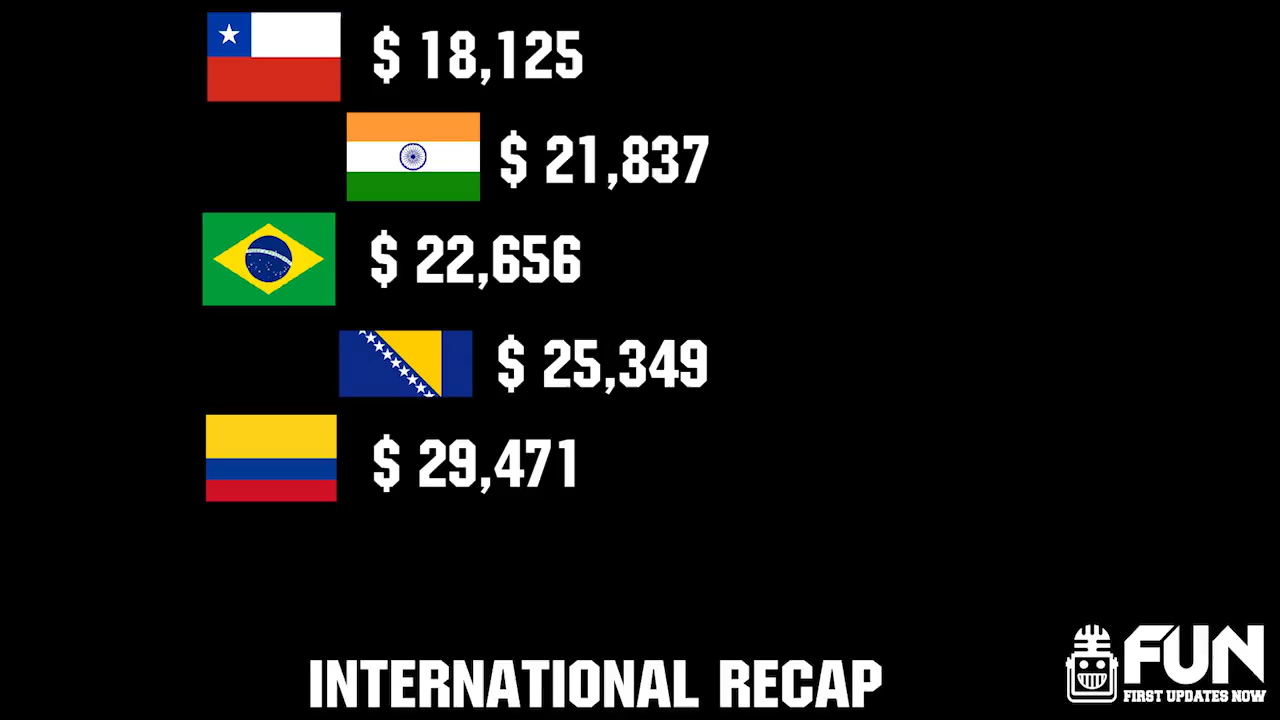 $ 18,125
$ 21,837
$ 22,656
$ 25,349
$ 29,471
INTERNATIONAL RECAP
FUN
FIRST UPDATES NOW